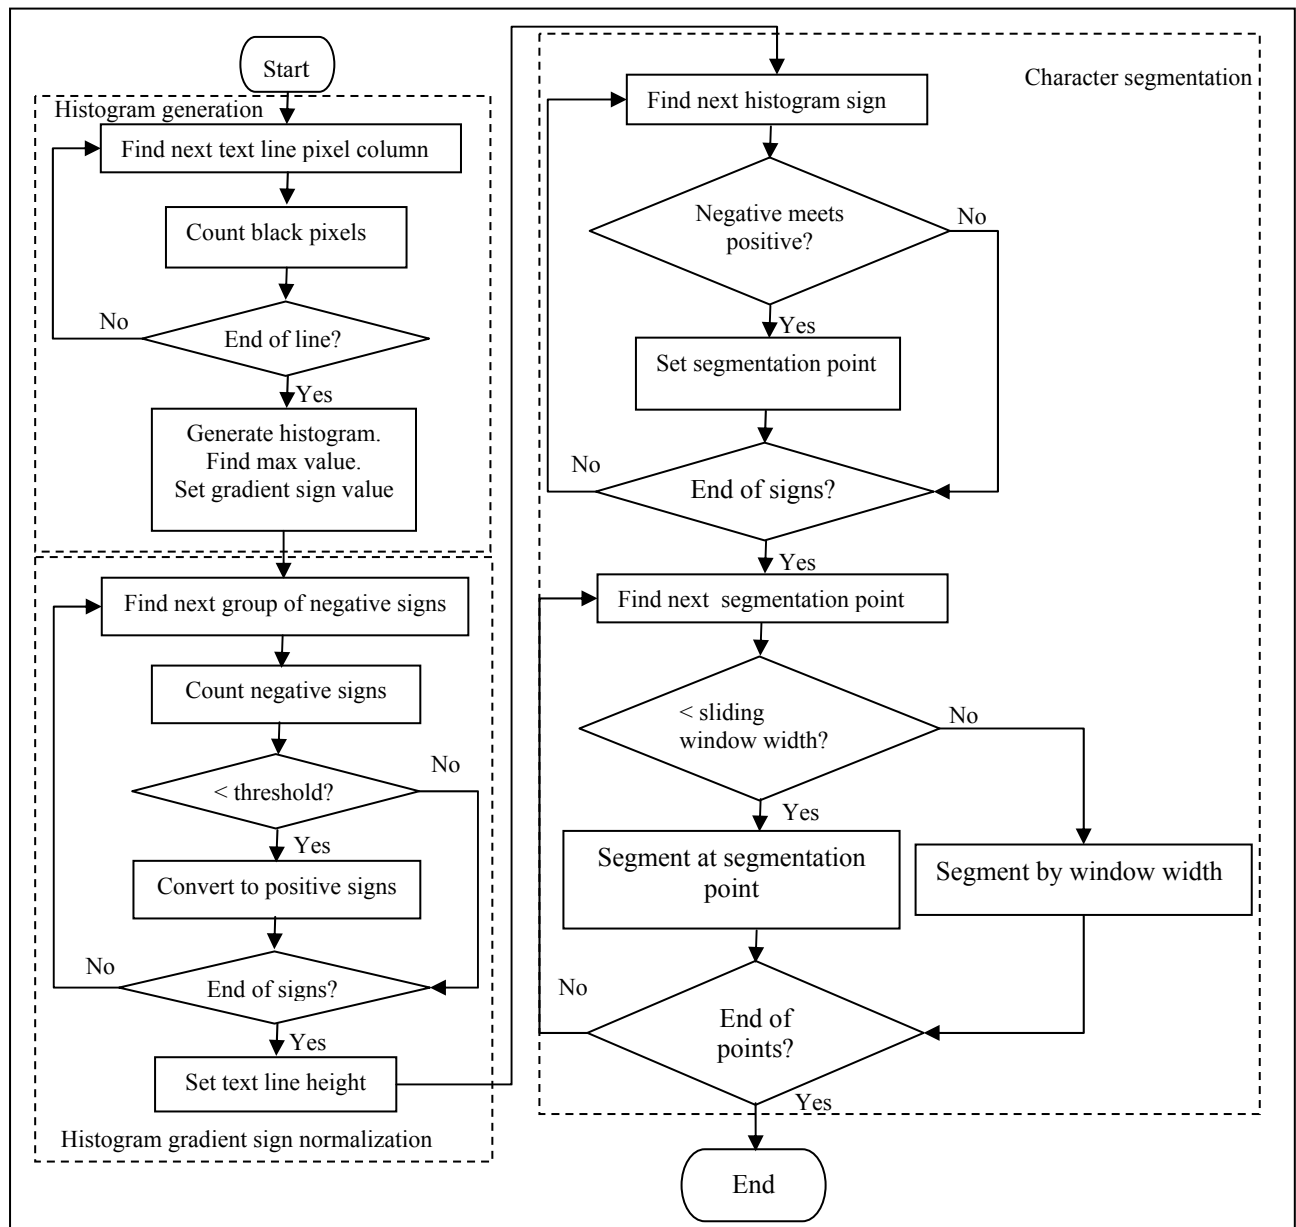 Start
Histogram generation
Find next text line pixel column
Count black pixels
No
End of line?
Yes
Generate histogram.
Find max value.
Set gradient sign value
Find next group of negative signs
Count negative signs
No
< threshold?
Yes
Convert to positive signs
No
End of signs?
Yes
Set text line height
Histogram gradient sign normalization
Character segmentation
Find next histogram sign
Negative meets
positive?
No
Yes
Set segmentation point
No
End of signs?
Yes
Find next segmentation point
< sliding
window width?
No
Yes
Segment at segmentation
point
Segment by window width
No
End of
points?
Yes
End